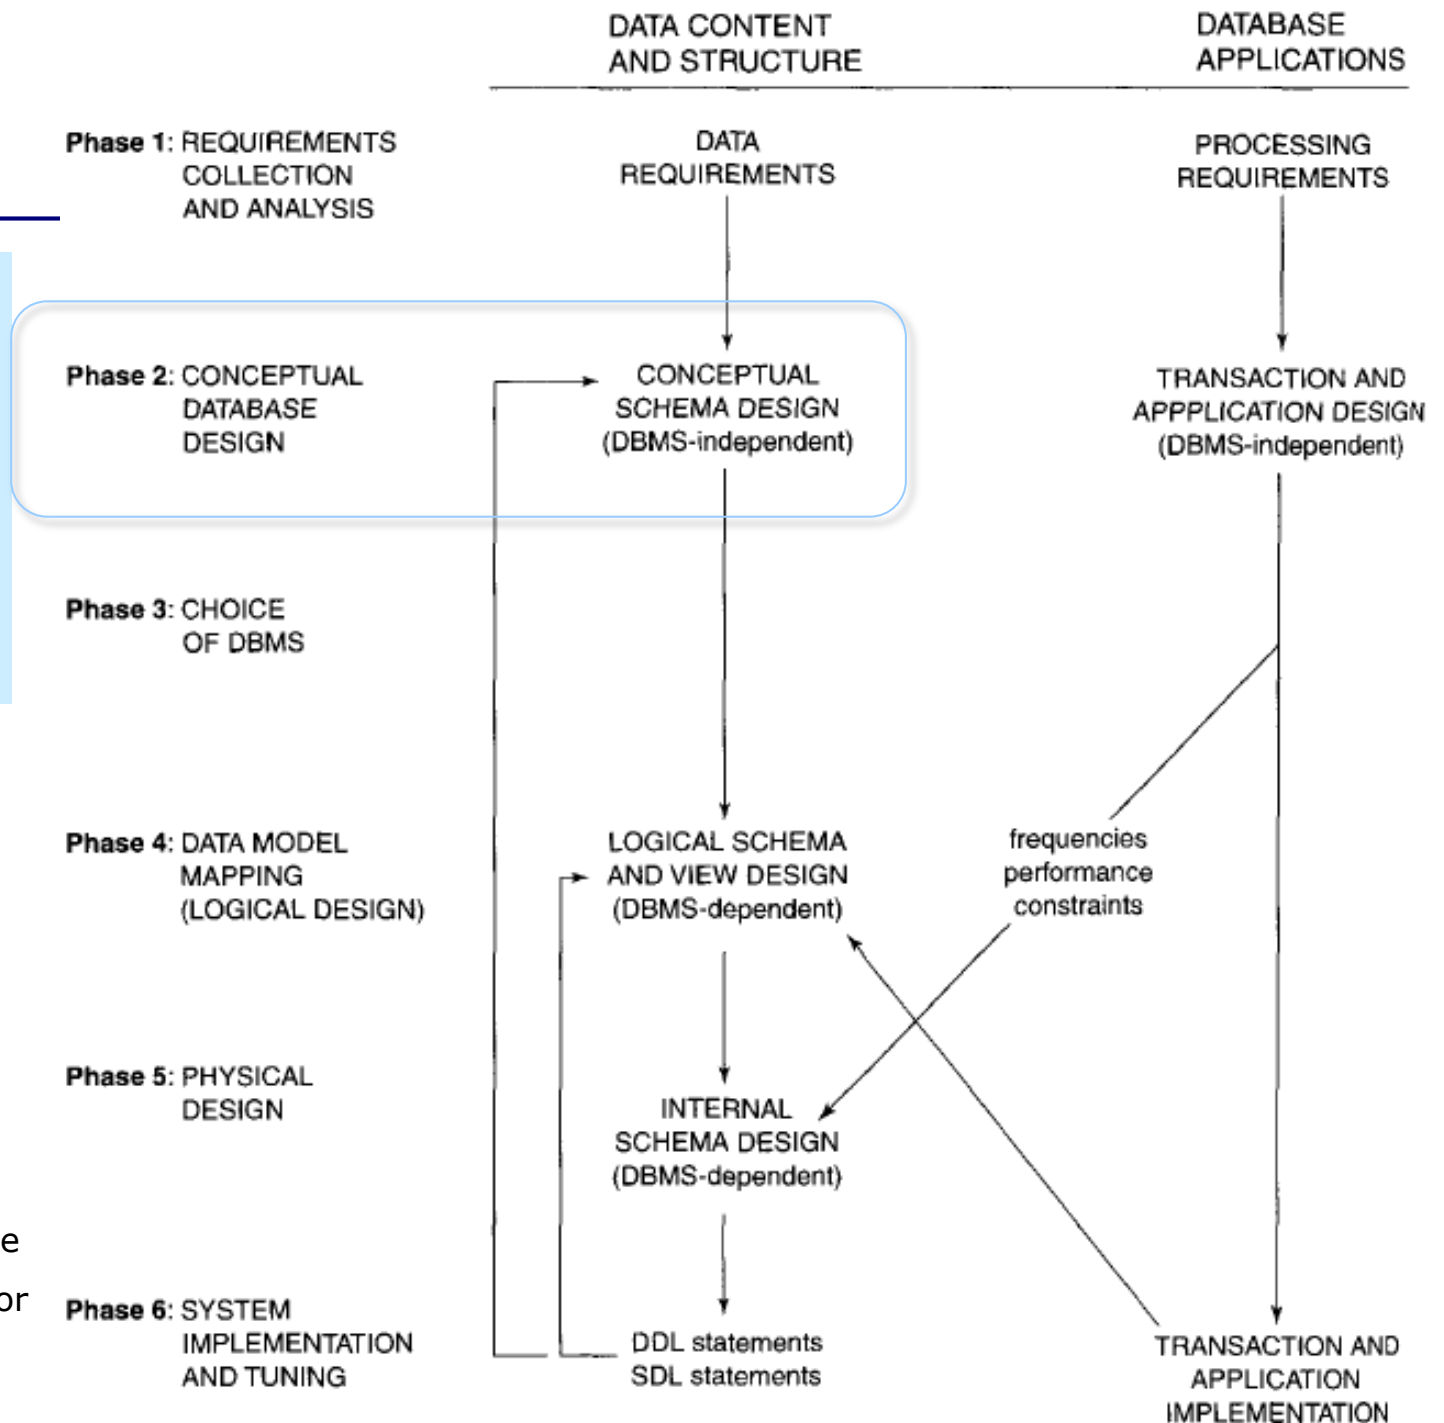 DATA CONTENT
AND STRUCTURE
DATABASE
APPLICATIONS
Phase 1: REQUIREMENTS
COLLECTION
AND ANALYSIS
DATA
REQUIREMENTS
PROCESSING
REQUIREMENTS
Phase 2: CONCEPTUAL
DATABASE
DESIGN
CONCEPTUAL
SCHEMA DESIGN
(DBMS-independent)
TRANSACTION AND
APPPLICATION DESIGN
(DBMS-independent)
Phase 3: CHOICE
OF DBMS
Phase 4: DATA MODEL
MAPPING
(LOGICAL DESIGN)
LOGICAL SCHEMA
AND VIEW DESIGN
(DBMS-dependent)
frequencies
performance
constraints
Phase 5: PHYSICAL
DESIGN
INTERNAL
SCHEMA DESIGN
(DBMS-dependent)
e
or
Phase 6: SYSTEM
IMPLEMENTATION
AND TUNING
DDL statements
SDL statements
TRANSACTION AND
APPLICATION
IMPLEMENTATION